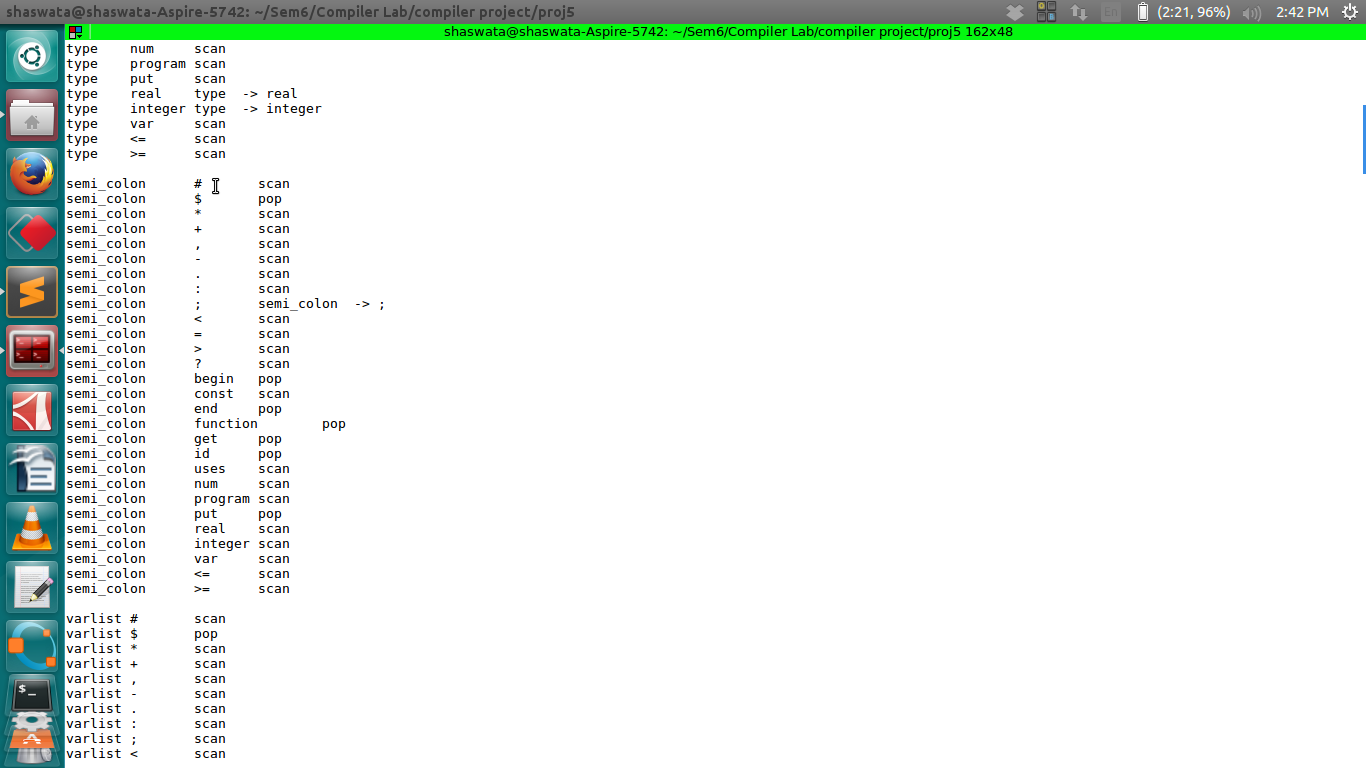 shaswata@shaswata-Aspire-5742: ~/Sem6/Compiler Lab/compiler project/proj5 En (2:21, 96%) 2:42 PM
shaswata@shaswata-Aspire-5742: ~/Sem6/Compiler Lab/compiler project/proj5 162x48
type num scan
type program scan
type put scan
type real type -> real
type integer type -> integer
type var scan
type <= scan
type >= scan
semi_colon # scan
semi_colon $ pop
semi_colon * scan
semi_colon + scan
semi_colon , scan
semi_colon - scan
semi_colon . scan
semi_colon : scan
semi_colon ; semi_colon -> ;
semi_colon < scan
semi_colon = scan
semi_colon > scan
semi_colon ? scan
semi_colon begin pop
semi_colon const scan
semi_colon end pop
semi_colon function pop
semi_colon get pop
semi_colon id pop
semi_colon uses scan
semi_colon num scan
semi_colon program scan
semi_colon put pop
semi_colon real scan
semi_colon integer scan
semi_colon var scan
semi_colon <= scan
semi_colon >= scan
varlist # scan
varlist $ pop
varlist * scan
varlist + scan
varlist , scan
varlist - scan
varlist . scan
varlist : scan
varlist ; scan
varlist < scan